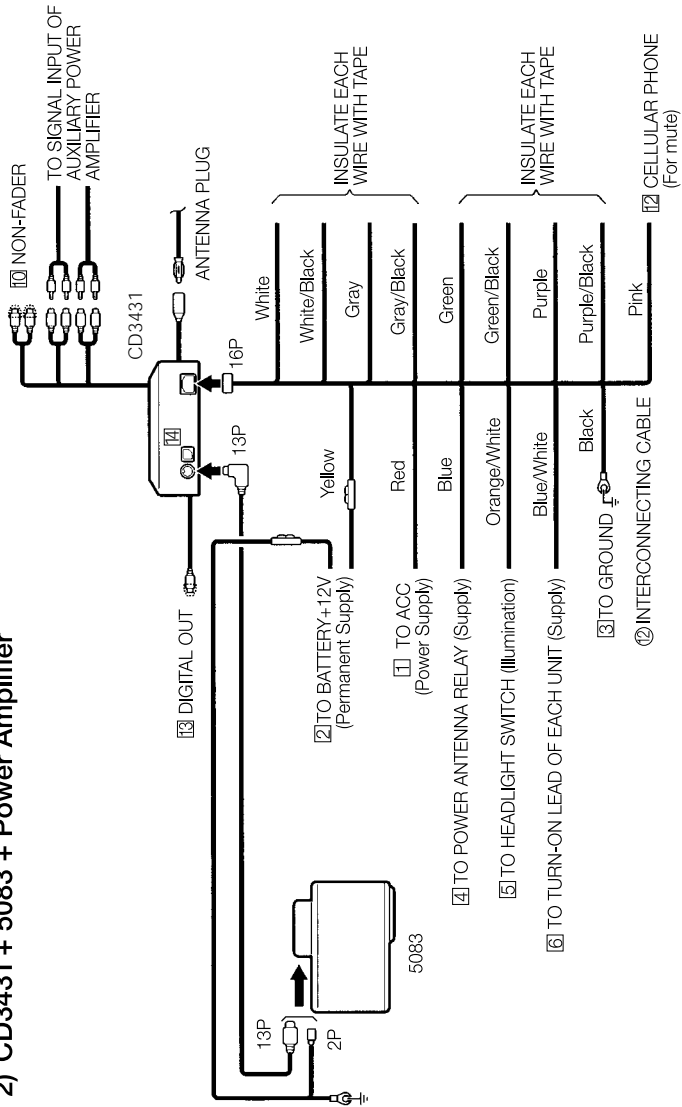 2) CD3431 + 5083 + Power Amplifier
10 NON-FADER
TO SIGNAL INPUT OF
AUXILIARY POWER
AMPLIFIER
CD3431
ANTENNA PLUG
14
13P
16P
13 DIGITAL OUT
2 TO BATTERY+12V
(Permanent Supply)
Yellow
1 TO ACC
(Power Supply)
Red
4 TO POWER ANTENNA RELAY (Supply)
Blue
5 TO HEADLIGHT SWITCH (Illumination)
Orange/White
6 TO TURN-ON LEAD OF EACH UNIT (Supply)
Blue/White
3 TO GROUND
Black
⑫ INTERCONNECTING CABLE
White
White/Black
Gray
Gray/Black
INSULATE EACH
WIRE WITH TAPE
Green
Green/Black
Purple
Purple/Black
INSULATE EACH
WIRE WITH TAPE
Pink
12 CELLULAR PHONE
(For mute)
13P
2P
5083